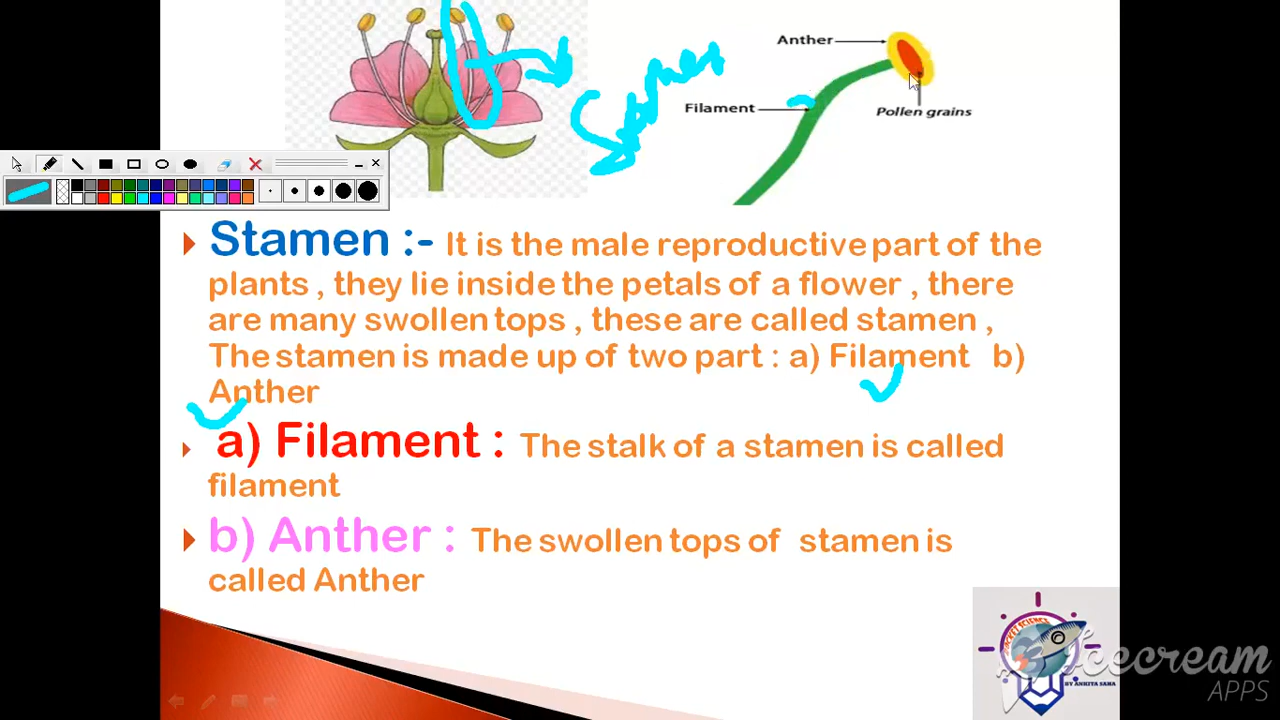 Stamen
Anther
Filament
Pollen grains
Stamen :- It is the male reproductive part of the
plants , they lie inside the petals of a flower , there
are many swollen tops , these are called stamen ,
The stamen is made up of two part : a) Filament b)
Anther
a) Filament : The stalk of a stamen is called
filament
b) Anther : The swollen tops of stamen is
called Anther
BY ANKITA SAHA
Icecream
APPS